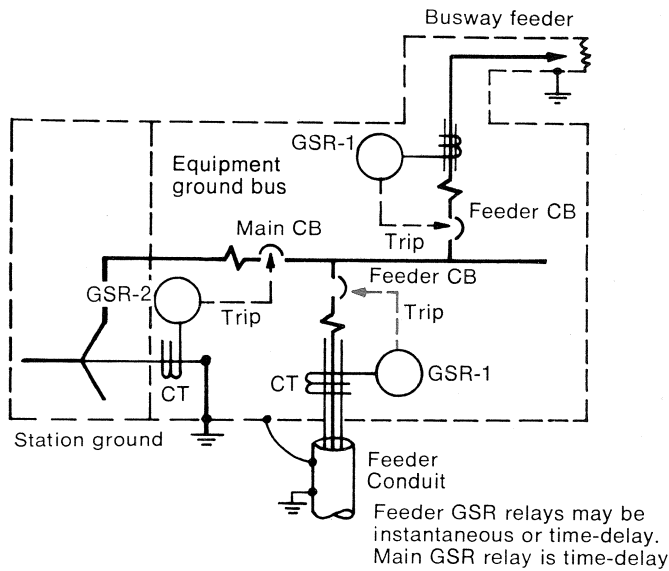 Busway feeder
GSR-1
Equipment
ground bus
Feeder CB
Trip
Main CB
Feeder CB
GSR-2
Trip
Trip
CT
CT
GSR-1
Station ground
Feeder
Conduit
Feeder GSR relays may be
instantaneous or time-delay.
Main GSR relay is time-delay